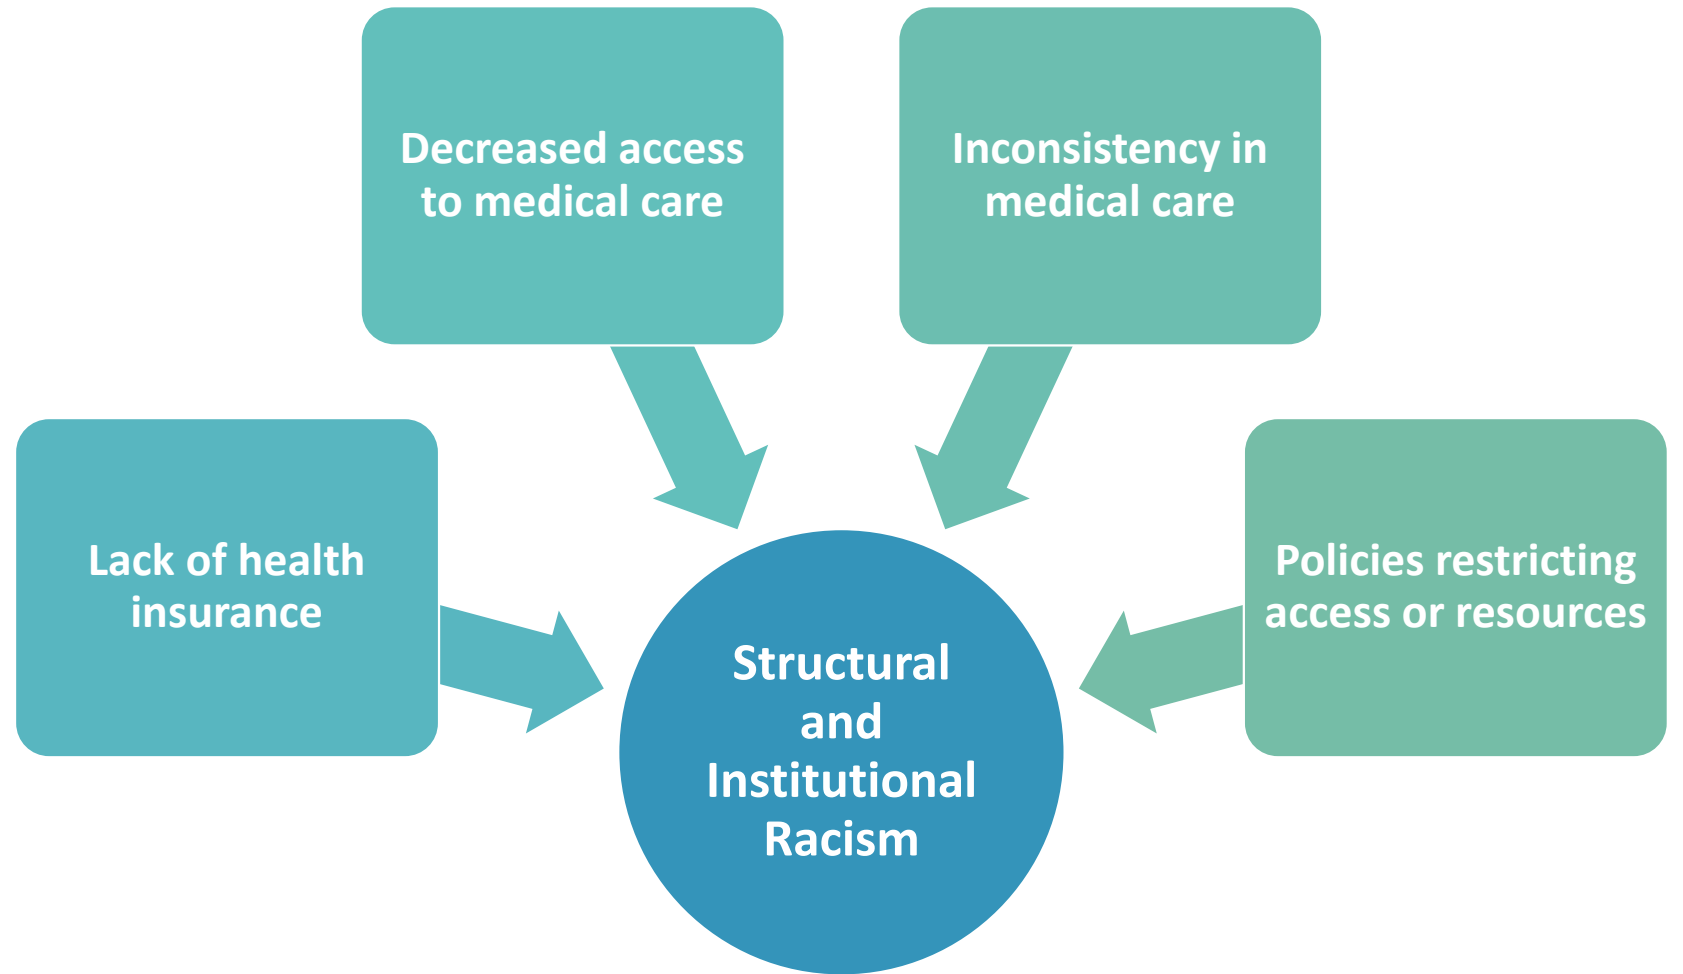 Decreased access
to medical care
Inconsistency in
medical care
Lack of health
insurance
Policies restricting
access or resources
Structural
and
Institutional
Racism